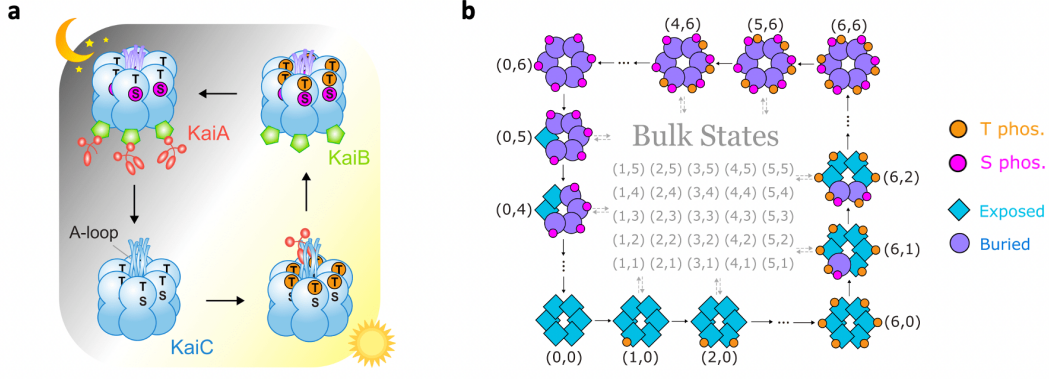 a
T
T
T
T
S
S
KaiA
KaiB
A-loop
T
T
T
S
KaiC
T
T
T
T
S
S
b
(4,6) (5,6) (6,6)
(0,6)
...
Bulk States
(0,5)
(1,5) (2,5) (3,5) (4,5) (5,5)
(6,2)
(1,4) (2,4) (3,4) (4,4) (5,4)
(0,4)
(1,3) (2,3) (3,3) (4,3) (5,3)
(1,2) (2,2) (3,2) (4,2) (5,2)
(6,1)
(1,1) (2,1) (3,1) (4,1) (5,1)
...
...
...
(6,0)
(0,0) (1,0) (2,0)
T phos.
S phos.
Exposed
Buried